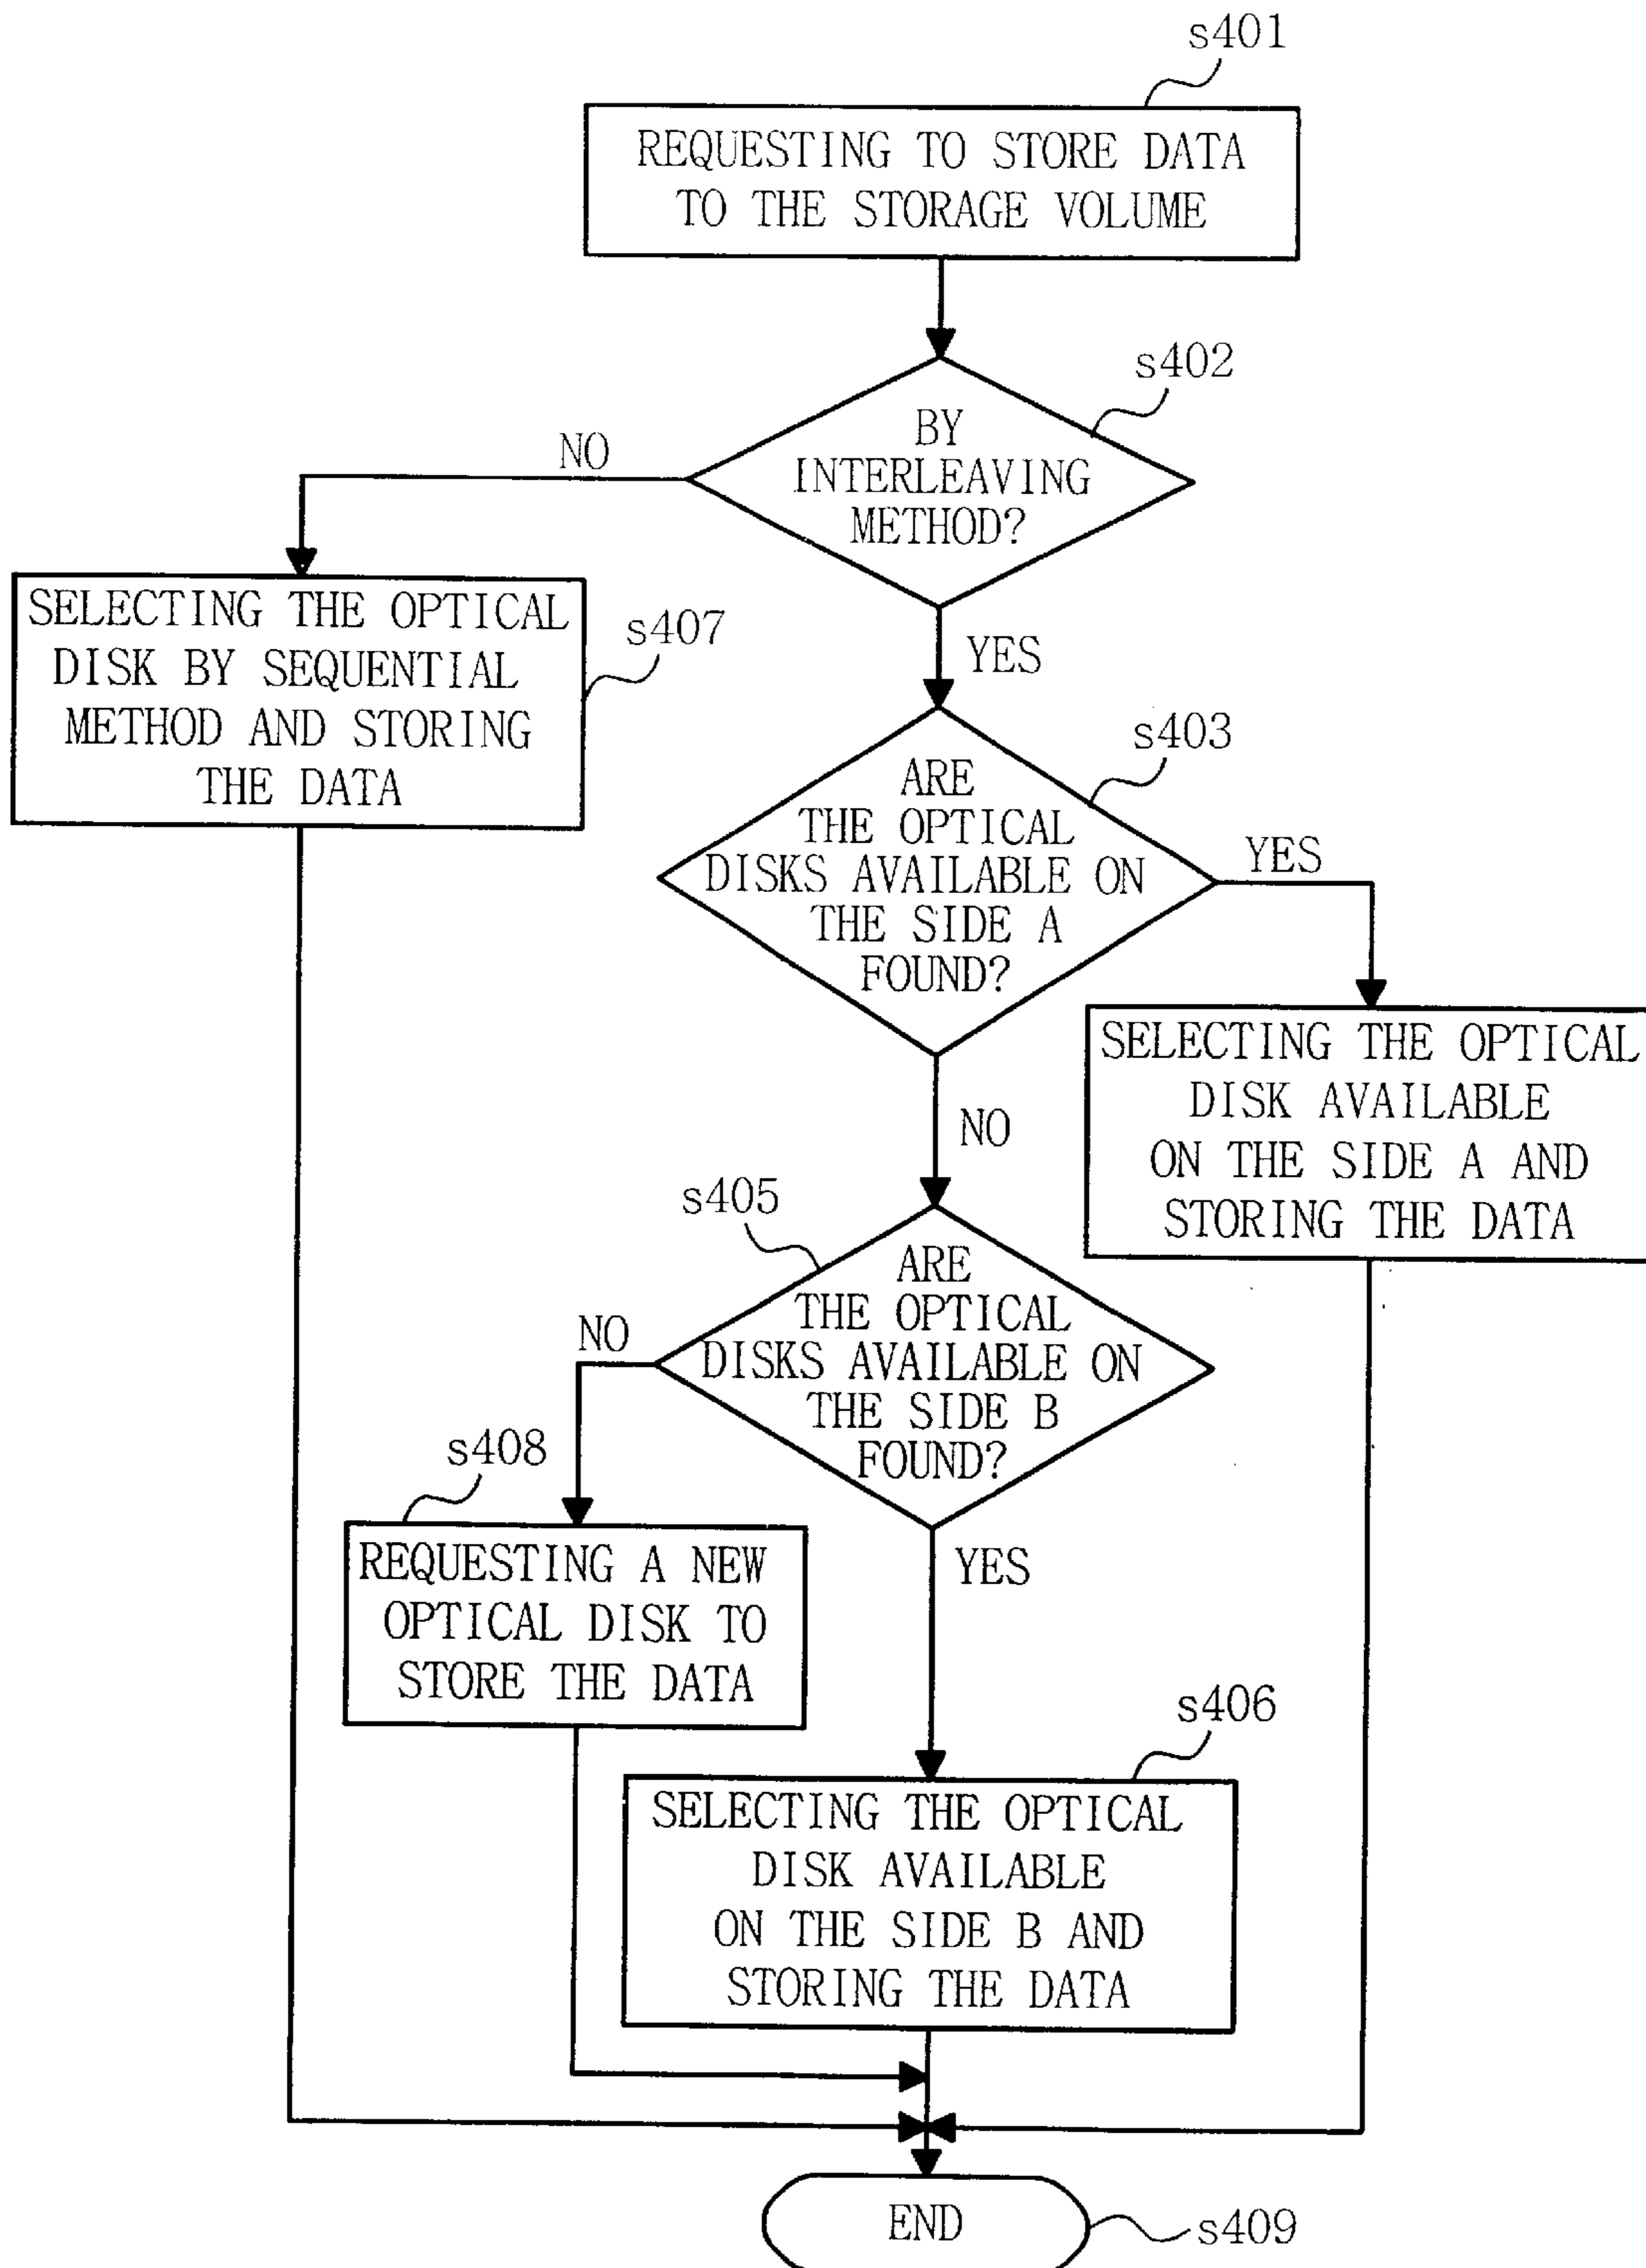 s401
REQUESTING TO STORE DATA
TO THE STORAGE VOLUME
s402
BY
INTERLEAVING
METHOD?
NO
YES
SELECTING THE OPTICAL
DISK BY SEQUENTIAL
METHOD AND STORING
THE DATA
s407
s403
ARE
THE OPTICAL
DISKS AVAILABLE ON
THE SIDE A
FOUND?
YES
NO
SELECTING THE OPTICAL
DISK AVAILABLE
ON THE SIDE A AND
STORING THE DATA
s405
ARE
THE OPTICAL
DISKS AVAILABLE ON
THE SIDE B
FOUND?
NO
YES
s408
REQUESTING A NEW
OPTICAL DISK TO
STORE THE DATA
s406
SELECTING THE OPTICAL
DISK AVAILABLE
ON THE SIDE B AND
STORING THE DATA
END
s409